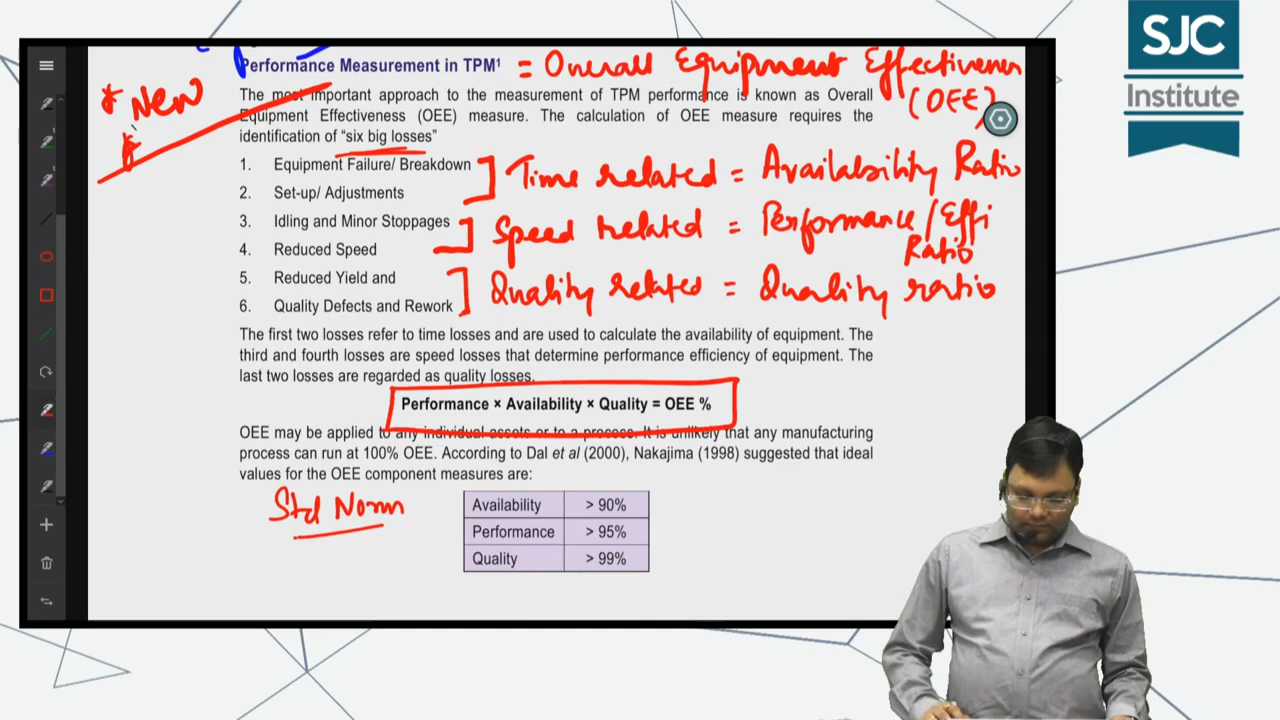 SJC
Institute
* New
*
Performance Measurement in TPM¹ = Overall Equipment Effectiveness
(OEE)
The most important approach to the measurement of TPM performance is known as Overall
Equipment Effectiveness (OEE) measure. The calculation of OEE measure requires the
identification of “six big losses”
1. Equipment Failure/ Breakdown
2. Set-up/ Adjustments
Time related = Availability Ratio
3. Idling and Minor Stoppages
4. Reduced Speed
Speed related = Performance/Effi
Ratio
5. Reduced Yield and
6. Quality Defects and Rework
Quality related = Quality ratio
The first two losses refer to time losses and are used to calculate the availability of equipment. The
third and fourth losses are speed losses that determine performance efficiency of equipment. The
last two losses are regarded as quality losses.
Performance × Availability × Quality = OEE %
OEE may be applied to any individual assets or to a process. It is unlikely that any manufacturing
process can run at 100% OEE. According to Dal et al (2000), Nakajima (1998) suggested that ideal
values for the OEE component measures are:
Std Norm
Availability > 90%
Performance > 95%
Quality > 99%